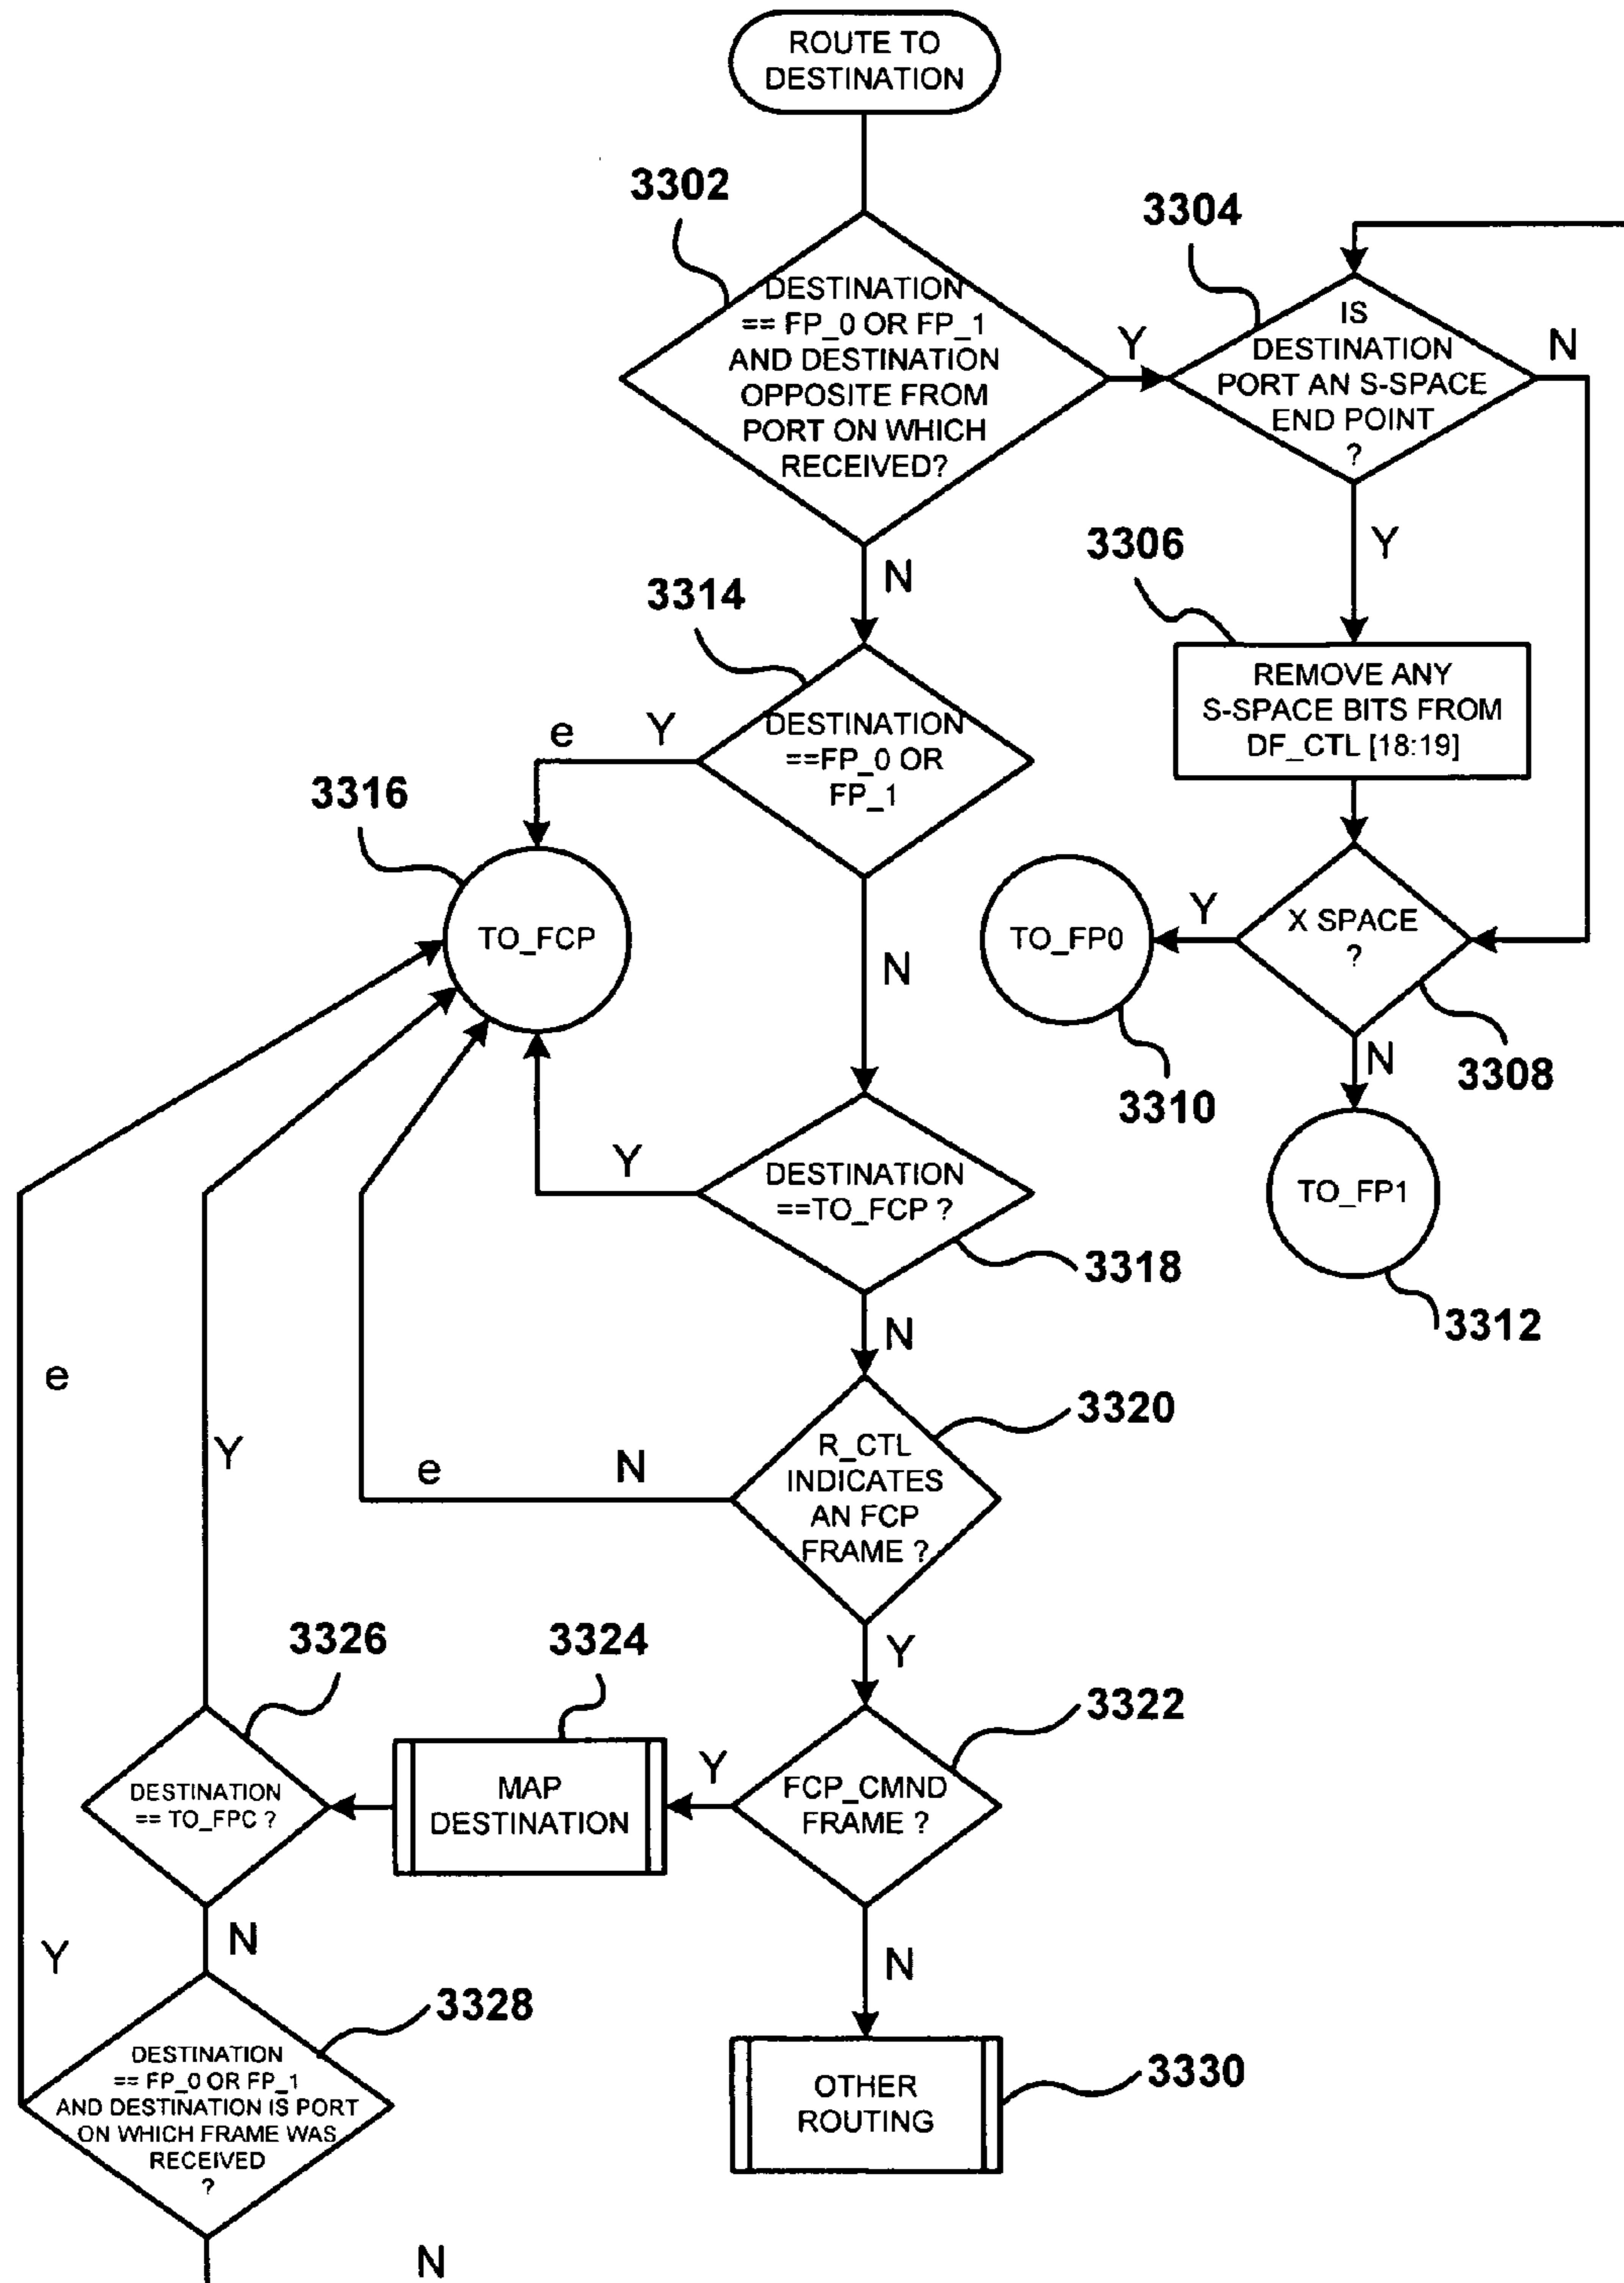 ROUTE TO
DESTINATION
3302
DESTINATION
== FP_0 OR FP_1
AND DESTINATION
OPPOSITE FROM
PORT ON WHICH
RECEIVED?
Y
N
3304
IS
DESTINATION
PORT AN S-SPACE
END POINT
?
N
Y
3306
REMOVE ANY
S-SPACE BITS FROM
DF_CTL [18:19]
3314
DESTINATION
==FP_0 OR
FP_1
Y
e
N
3316
TO_FCP
X SPACE
?
Y
N
3308
TO_FP0
3310
TO_FP1
3312
DESTINATION
==TO_FCP ?
Y
N
3318
3320
R_CTL
INDICATES
AN FCP
FRAME ?
N
e
Y
3322
FCP_CMND
FRAME ?
Y
N
3324
MAP
DESTINATION
3326
DESTINATION
== TO_FPC ?
Y
N
3328
DESTINATION
== FP_0 OR FP_1
AND DESTINATION IS PORT
ON WHICH FRAME WAS
RECEIVED
?
Y
e
N
3330
OTHER
ROUTING